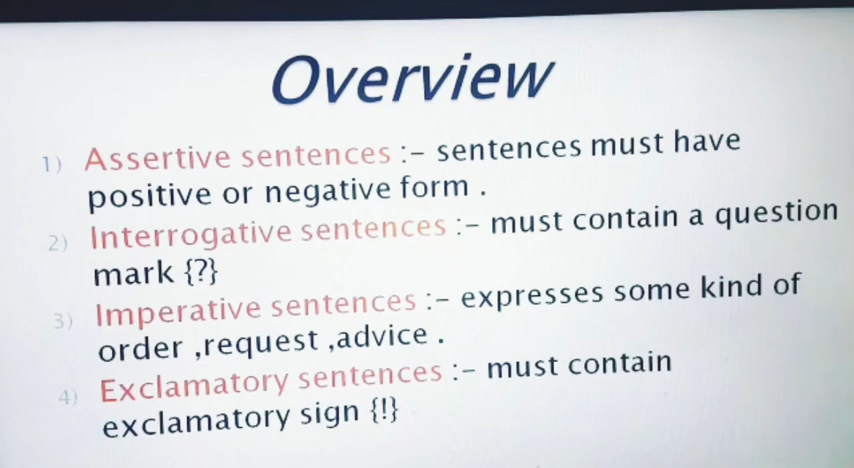 Overview
1) Assertive sentences :– sentences must have
positive or negative form .
2) Interrogative sentences :– must contain a question
mark {?}
3) Imperative sentences :– expresses some kind of
order ,request ,advice .
4) Exclamatory sentences :– must contain
exclamatory sign {!}